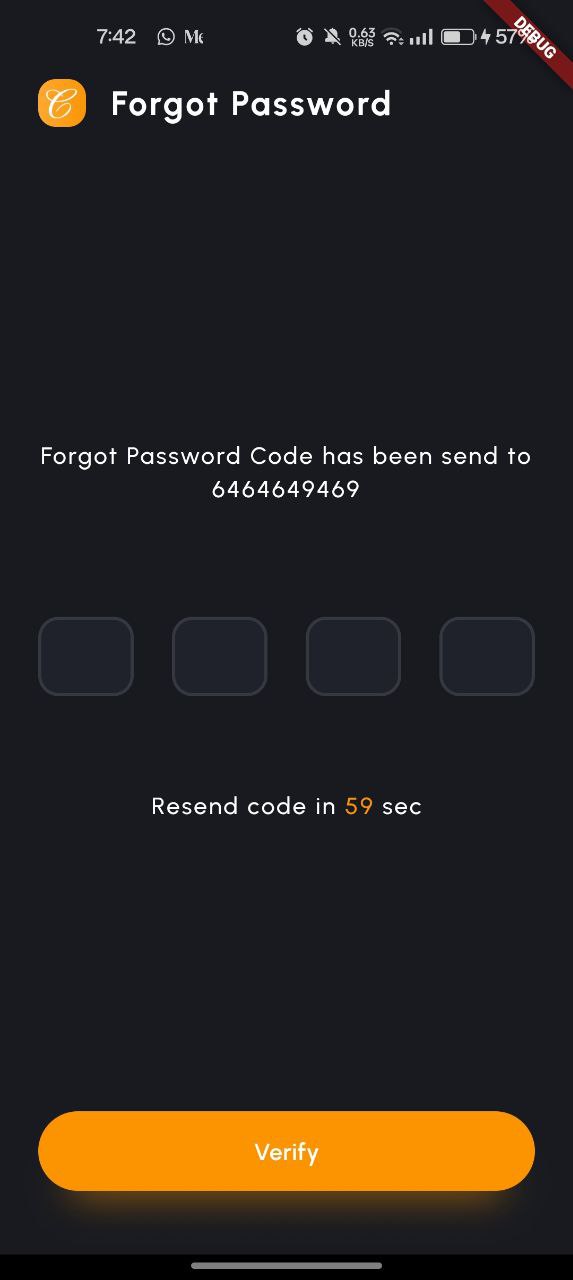 7:42
0.63
KB/S
57%
DEBUG
C
Forgot Password
Forgot Password Code has been send to
6464649469
Resend code in 59 sec
Verify